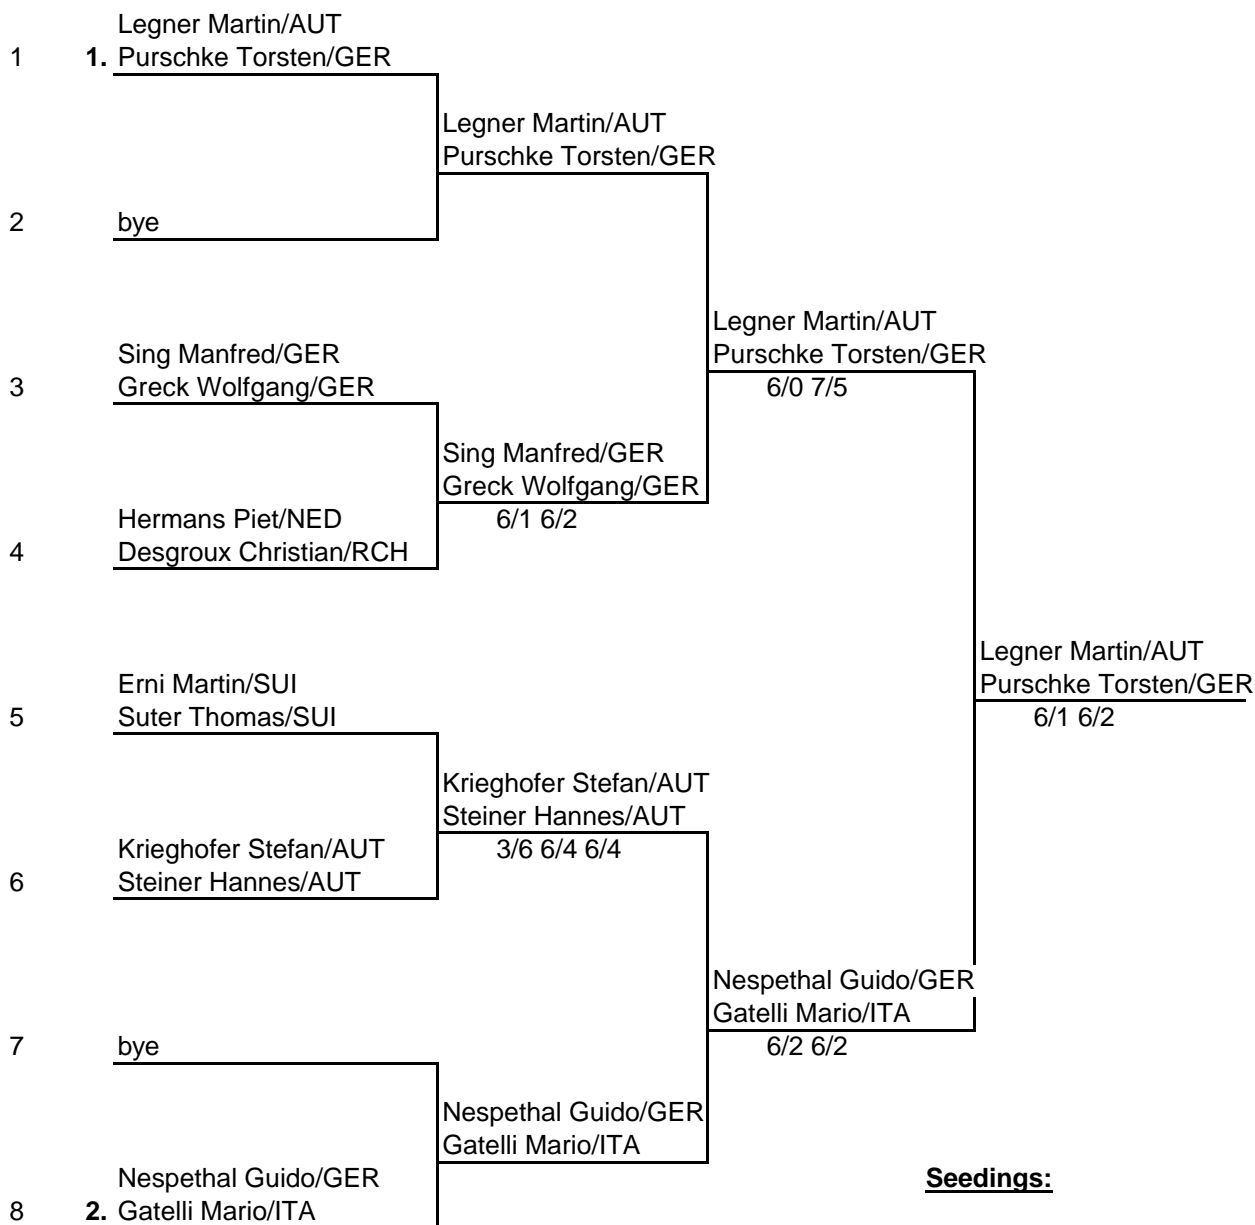 Legner Martin/AUT
1 1. Purschke Torsten/GER
Legner Martin/AUT
Purschke Torsten/GER
2 bye
Legner Martin/AUT
Sing Manfred/GER Purschke Torsten/GER
3 Greck Wolfgang/GER 6/0 7/5
Sing Manfred/GER
Greck Wolfgang/GER
Hermans Piet/NED 6/1 6/2
4 Desgroux Christian/RCH
Legner Martin/AUT
Erni Martin/SUI Purschke Torsten/GER
5 Suter Thomas/SUI 6/1 6/2
Krieghofer Stefan/AUT
Steiner Hannes/AUT
Krieghofer Stefan/AUT 3/6 6/4 6/4
6 Steiner Hannes/AUT
Nespethal Guido/GER
Gatelli Mario/ITA
7 bye 6/2 6/2
Nespethal Guido/GER
Gatelli Mario/ITA
Nespethal Guido/GER Seedings:
8 2. Gatelli Mario/ITA